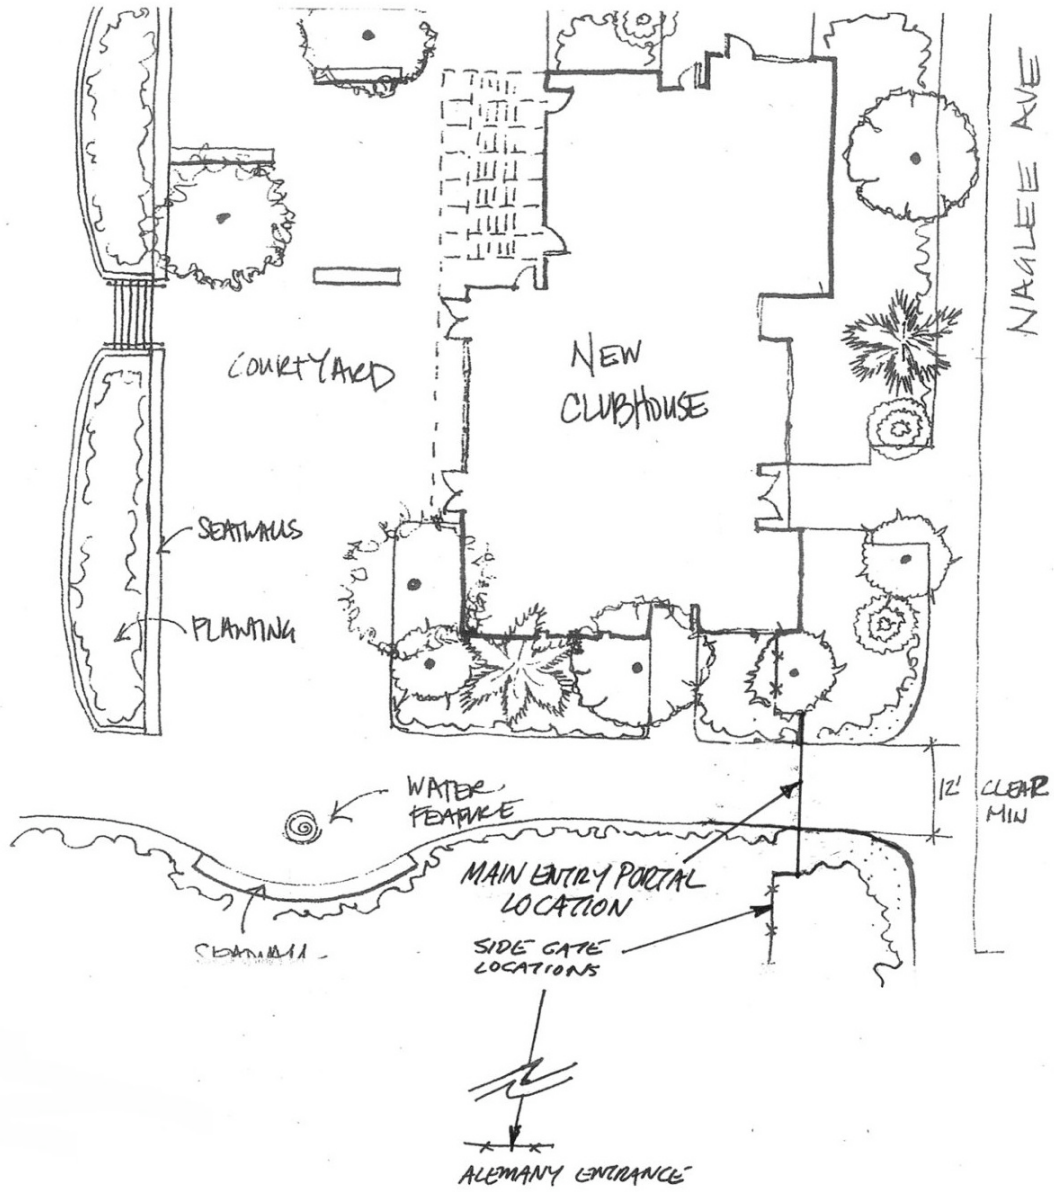 NAGLEE AVE
NEW
CLUBHOUSE
COURTYARD
SEATWALLS
PLANTING
WATER
FEATURE
12' CLEAR
MIN
MAIN ENTRY PORTAL
LOCATION
SEATWALL
SIDE GATE
LOCATIONS
ALEMANY ENTRANCE